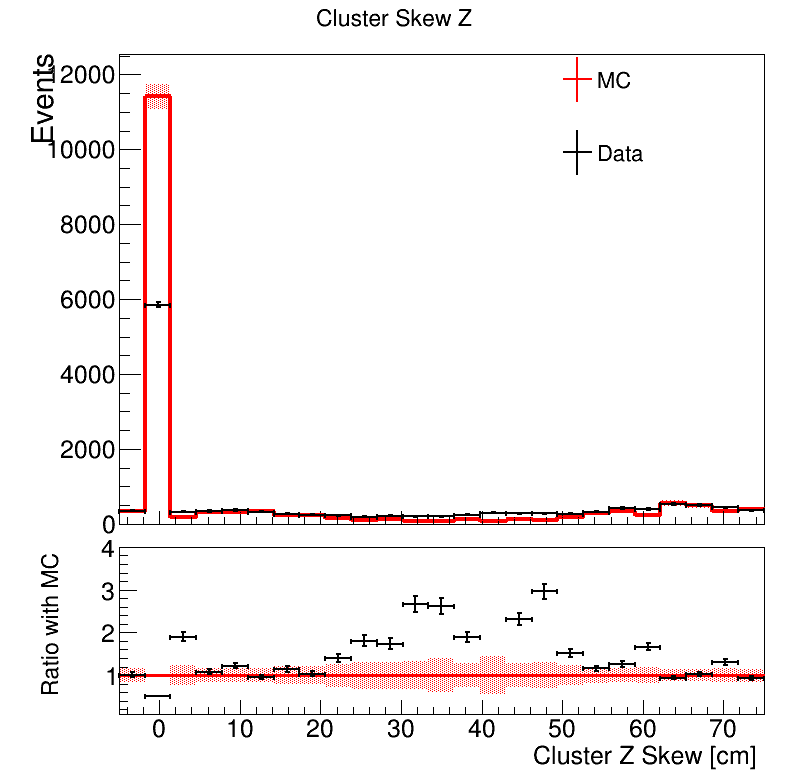 Cluster Skew Z
Events
12000
10000
8000
6000
4000
2000
0
MC
Data
Ratio with MC
4
3
2
1
0 10 20 30 40 50 60 70
Cluster Z Skew [cm]